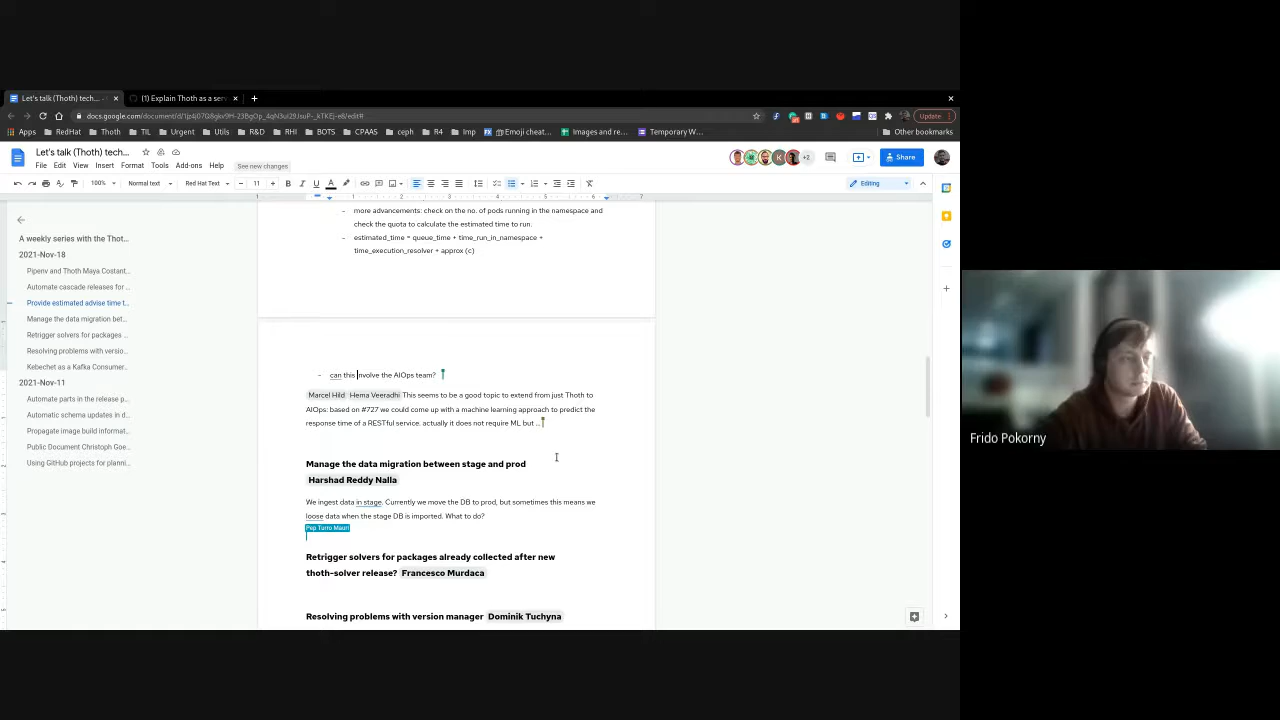 Let's talk (Thoth) tech...
(1) Explain Thoth as a serv
Update
Apps
RedHat
Thoth
TIL
Urgent
Utils
R&D
RHI
BOTS
CPAAS
ceph
R4
Imp
Emoji cheat...
Images and re...
Temporary W...
Other bookmarks
Let's talk (Thoth) tech...
+2
Share
File Edit View Insert Format Tools Add-ons Help
See new changes
100%
Normal text
Red Hat Text
11
Editing
A weekly series with the Thot...
2021-Nov-18
Pipenv and Thoth Maya Costant...
Automate cascade releases for ...
Provide estimated advise time t...
Manage the data migration bet...
Retrigger solvers for packages ...
Resolving problems with versio...
Kebechet as a Kafka Consumer...
2021-Nov-11
Automate parts in the release p...
Automatic schema updates in d...
Propagate image build informat...
Public Document Christoph Goe...
Using GitHub projects for planni...
- more advancements: check on the no. of pods running in the namespace and
check the quota to calculate the estimated time to run.
- estimated_time = queue_time + time_run_in_namespace +
time_execution_resolver + approx (c)
- can this involve the AIOps team?
Marcel Hild Hema Veeradhi This seems to be a good topic to extend from just Thoth to
AIOps: based on #727 we could come up with a machine learning approach to predict the
response time of a RESTful service. actually it does not require ML but ...
Manage the data migration between stage and prod
Harshad Reddy Nalla
We ingest data in stage. Currently we move the DB to prod, but sometimes this means we
loose data when the stage DB is imported. What to do?
Pep Turro Mauri
Retrigger solvers for packages already collected after new
thoth-solver release? Francesco Murdaca
Resolving problems with version manager Dominik Tuchyna
Frido Pokorny